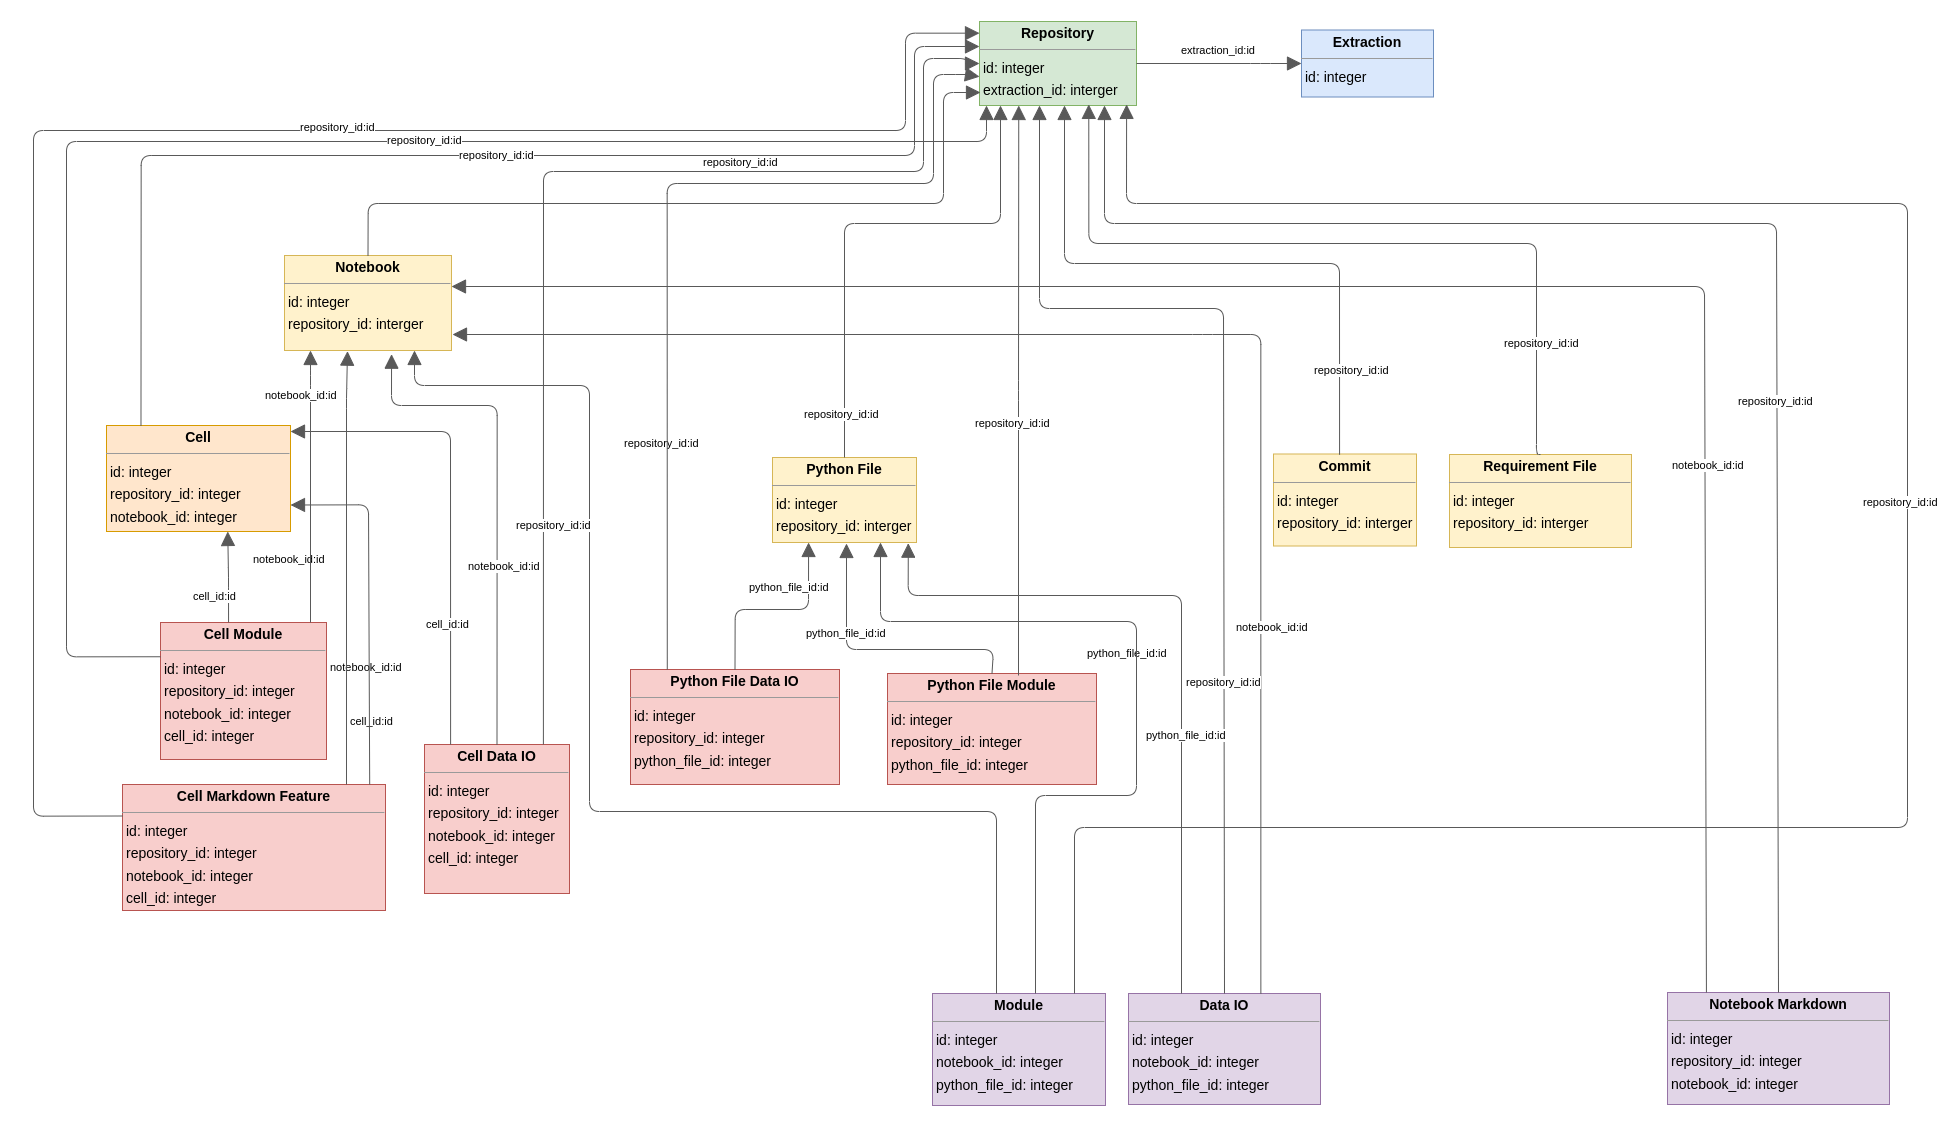 Repository
id: integer
extraction_id: interger
extraction_id:id
Extraction
id: integer
repository_id:id
repository_id:id
repository_id:id
repository_id:id
Notebook
id: integer
repository_id: interger
repository_id:id
repository_id:id
notebook_id:id
repository_id:id
repository_id:id
repository_id:id
repository_id:id
Cell
id: integer
repository_id: integer
notebook_id: integer
Python File
id: integer
repository_id: interger
Commit
id: integer
repository_id: interger
Requirement File
id: integer
repository_id: interger
notebook_id:id
repository_id:id
repository_id:id
notebook_id:id
notebook_id:id
python_file_id:id
cell_id:id
cell_id:id
python_file_id:id
notebook_id:id
python_file_id:id
notebook_id:id
repository_id:id
cell_id:id
python_file_id:id
Cell Module
id: integer
repository_id: integer
notebook_id: integer
cell_id: integer
Python File Data IO
id: integer
repository_id: integer
python_file_id: integer
Python File Module
id: integer
repository_id: integer
python_file_id: integer
Cell Data IO
id: integer
repository_id: integer
notebook_id: integer
cell_id: integer
Cell Markdown Feature
id: integer
repository_id: integer
notebook_id: integer
cell_id: integer
Module
id: integer
notebook_id: integer
python_file_id: integer
Data IO
id: integer
notebook_id: integer
python_file_id: integer
Notebook Markdown
id: integer
repository_id: integer
notebook_id: integer